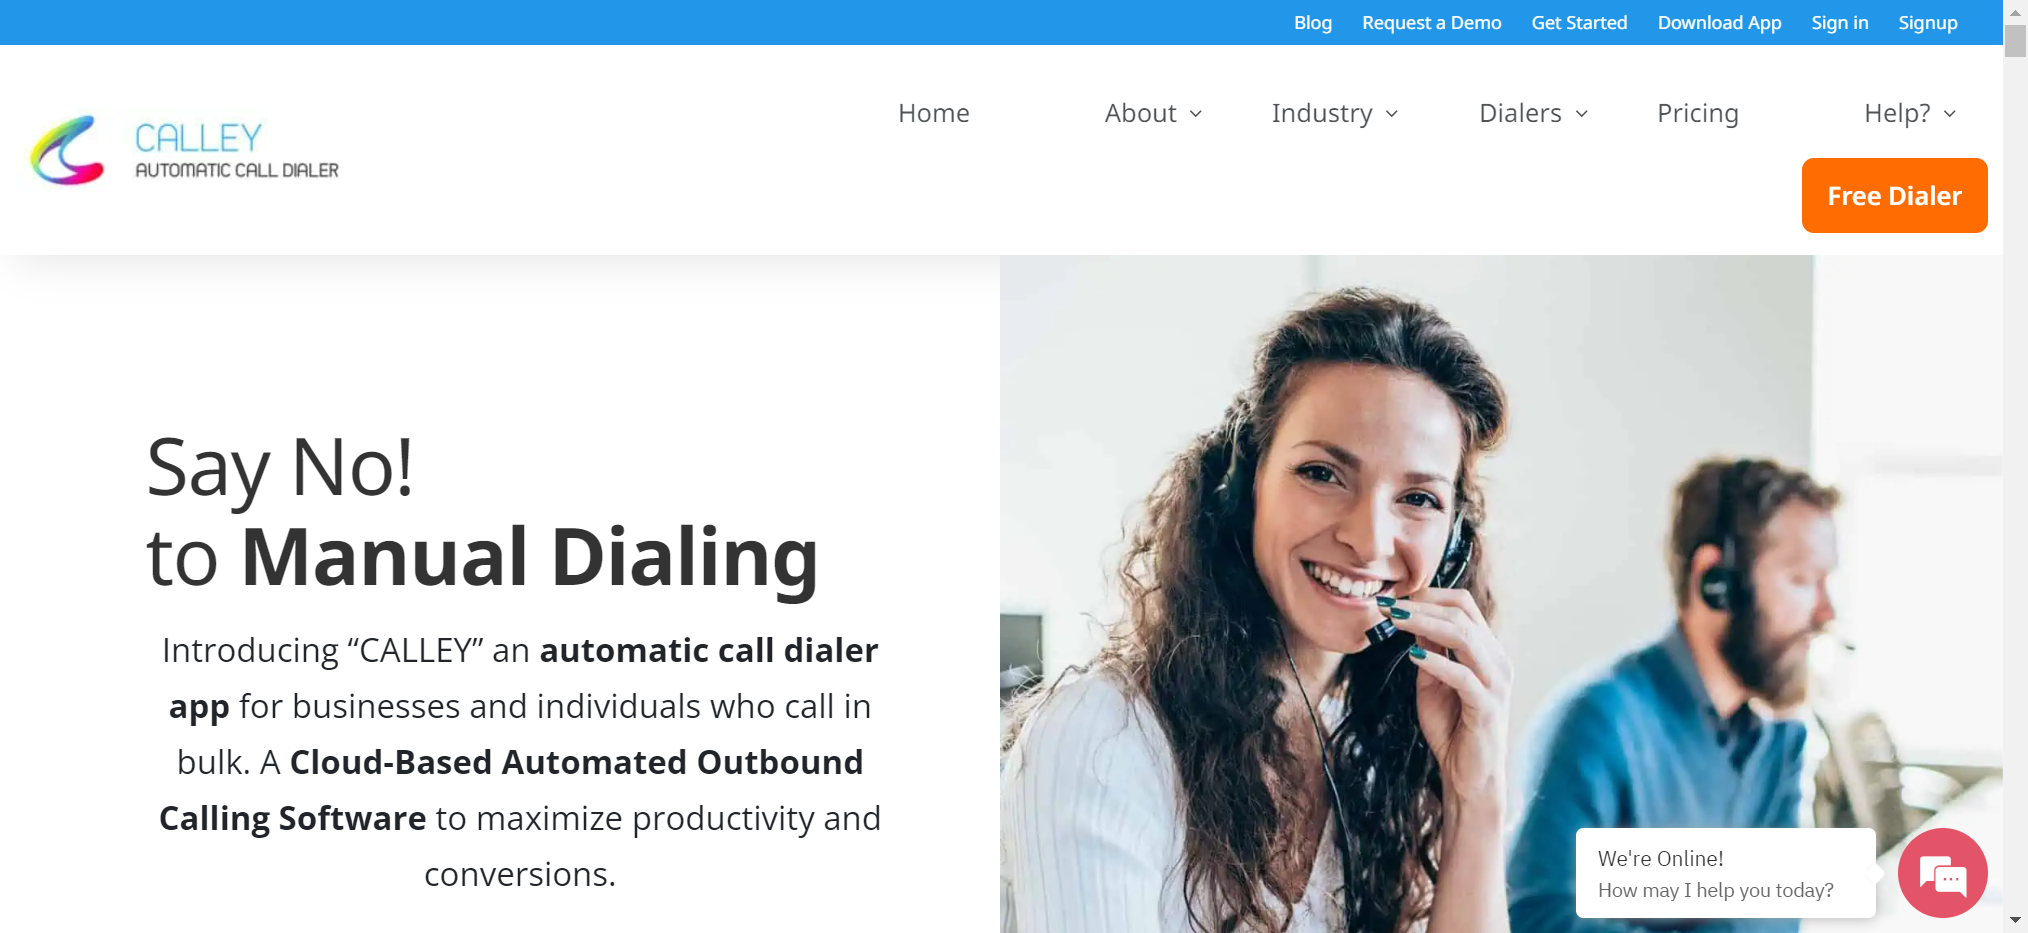 Blog Request a Demo Get Started Download App Sign in Signup
CALLEY
AUTOMATIC CALL DIALER
Home About Industry Dialers Pricing Help?
Free Dialer
Say No!
to Manual Dialing
Introducing “CALLEY” an automatic call dialer
app for businesses and individuals who call in
bulk. A Cloud-Based Automated Outbound
Calling Software to maximize productivity and
conversions.
We're Online!
How may I help you today?